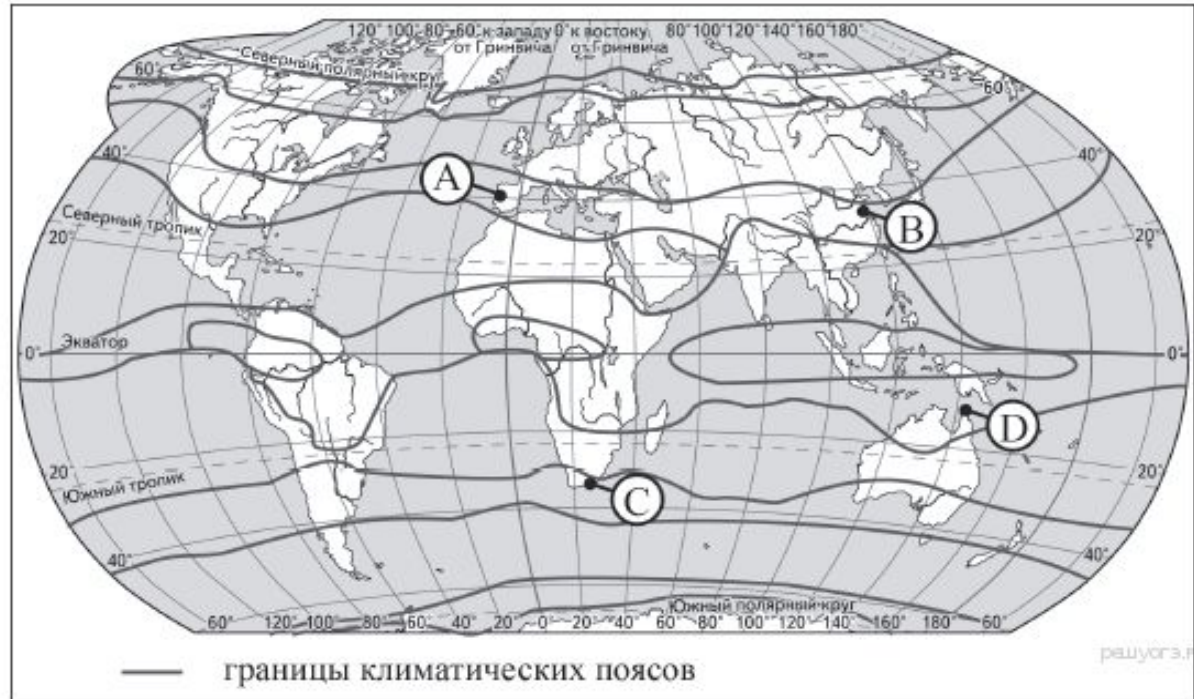 120° 100° 80° 60° к западу 0° к востоку 80° 100° 120° 140° 160° 180°
от Гринвича от Гринвича
Северный полярный круг
60° 60°
A
40° 40°
B
Северный тропик
20° 20°
Экватор
0° 0°
D
20° 20°
Южный тропик
C
40° 40°
Южный полярный круг
60° 120° 100° 80° 60° 40° 20° 0° 20° 40° 60° 80° 100° 120° 140° 160° 180° 60°
границы климатических поясов